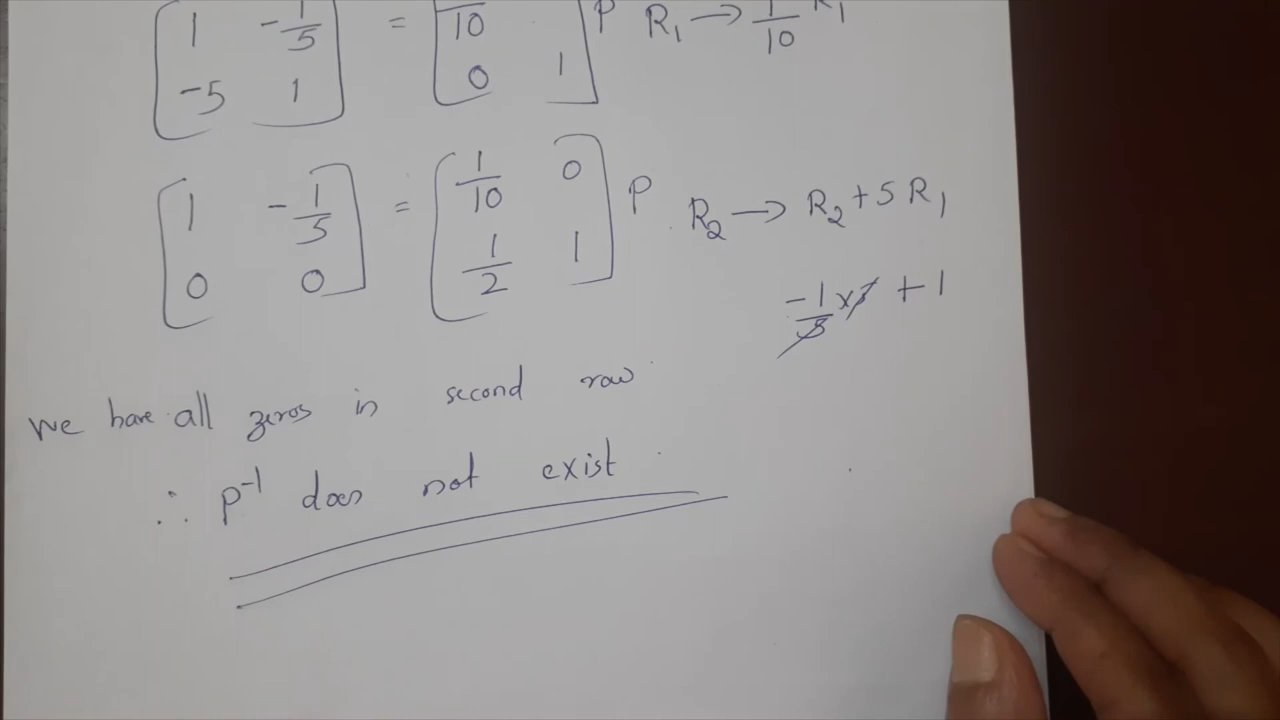 [ 1 -1/5 ; -5 1 ] = [ 1/10 ; 0 1 ] P R₁ → 1/10 R₁
[ 1 -1/5 ; 0 0 ] = [ 1/10 0 ; 1/2 1 ] P R₂ → R₂ + 5 R₁
-1/5 x 5 + 1
We have all zeros in second row
∴ P⁻¹ does not exist